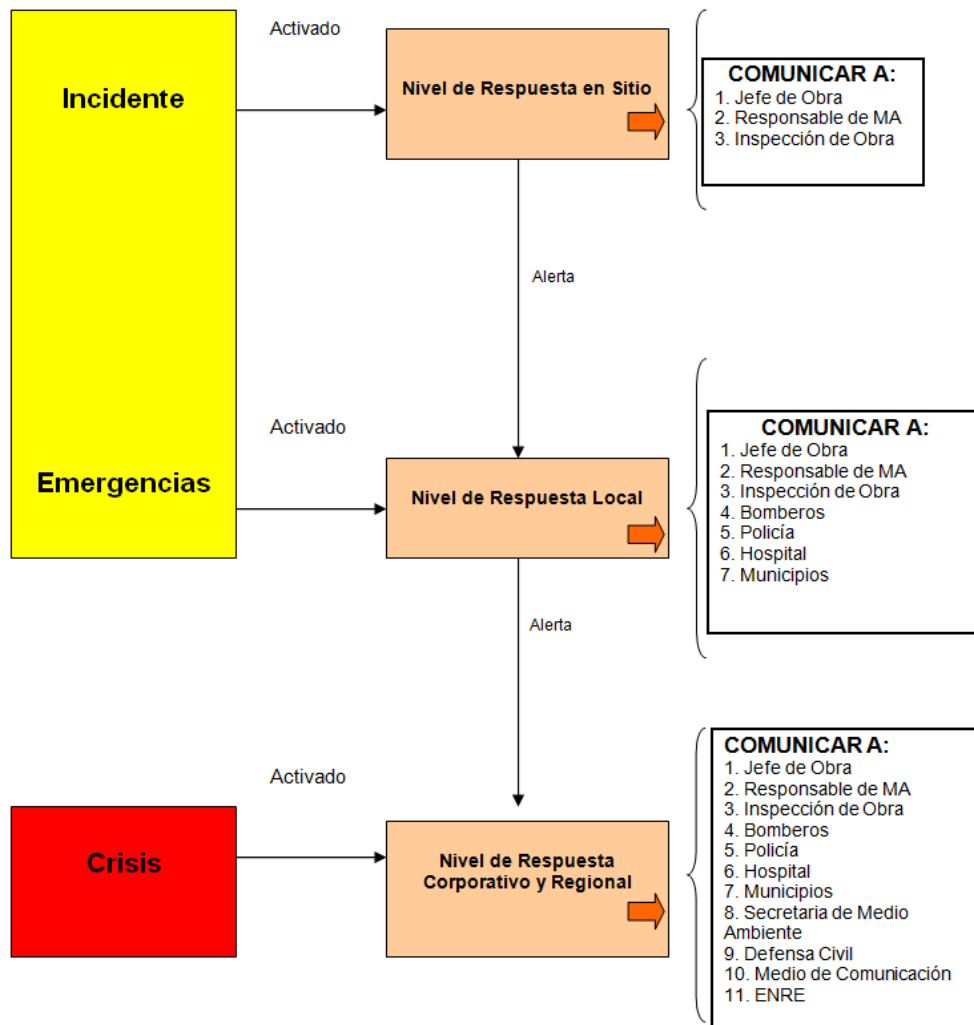 Activado
Incidente
Nivel de Respuesta en Sitio
COMUNICAR A:
1. Jefe de Obra
2. Responsable de MA
3. Inspección de Obra
Alerta
Activado
Emergencias
Nivel de Respuesta Local
COMUNICAR A:
1. Jefe de Obra
2. Responsable de MA
3. Inspección de Obra
4. Bomberos
5. Policía
6. Hospital
7. Municipios
Alerta
Activado
Crisis
Nivel de Respuesta
Corporativo y Regional
COMUNICAR A:
1. Jefe de Obra
2. Responsable de MA
3. Inspección de Obra
4. Bomberos
5. Policía
6. Hospital
7. Municipios
8. Secretaria de Medio
Ambiente
9. Defensa Civil
10. Medio de Comunicación
11. ENRE